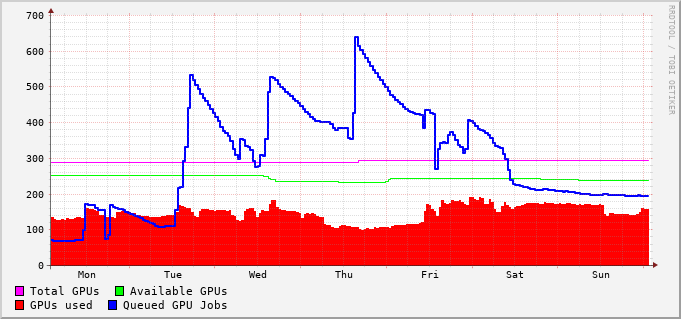 700
600
500
400
300
200
100
0
Mon Tue Wed Thu Fri Sat Sun
Total GPUs Available GPUs
GPUs used Queued GPU Jobs
RRDTOOL / TOBI OETIKER